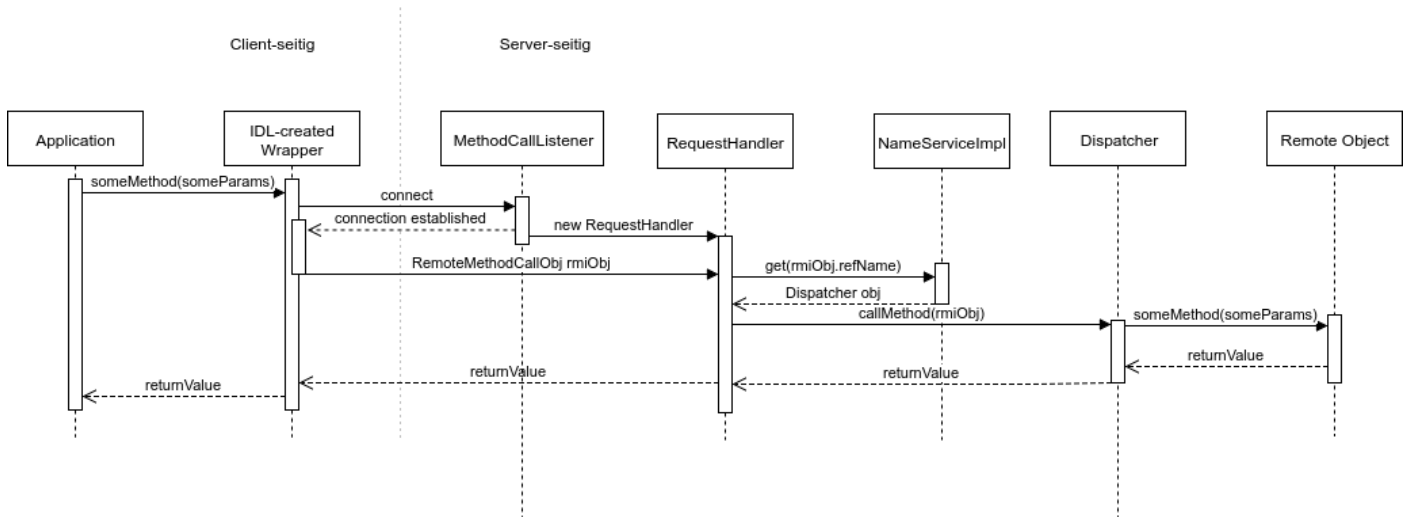 Client-seitig
Server-seitig
Application
IDL-created
Wrapper
MethodCallListener
RequestHandler
NameServiceImpl
Dispatcher
Remote Object
someMethod(someParams)
connect
connection established
new RequestHandler
RemoteMethodCallObj rmiObj
get(rmiObj.refName)
Dispatcher obj
callMethod(rmiObj)
someMethod(someParams)
returnValue
returnValue
returnValue
returnValue